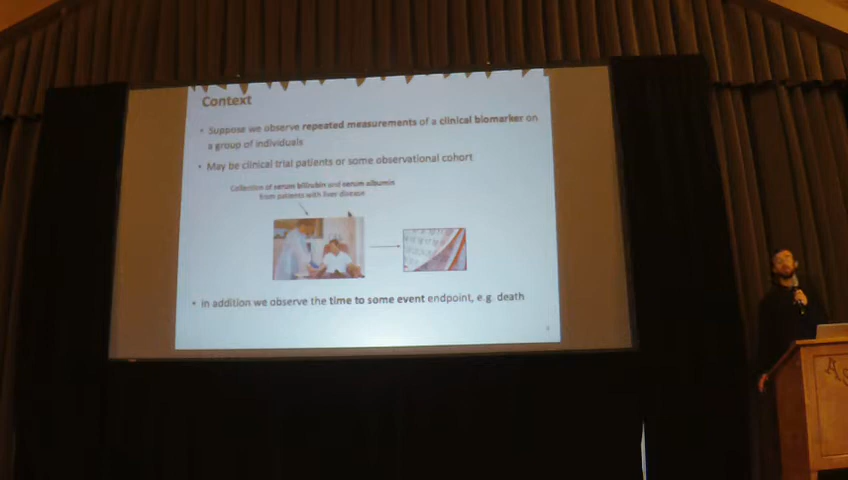 Context
• Suppose we observe repeated measurements of a clinical biomarker on
a group of individuals
• May be clinical trial patients or some observational cohort
Collection of serum bilirubin and serum albumin
from patients with liver disease
• In addition we observe the time to some event endpoint, e.g. death